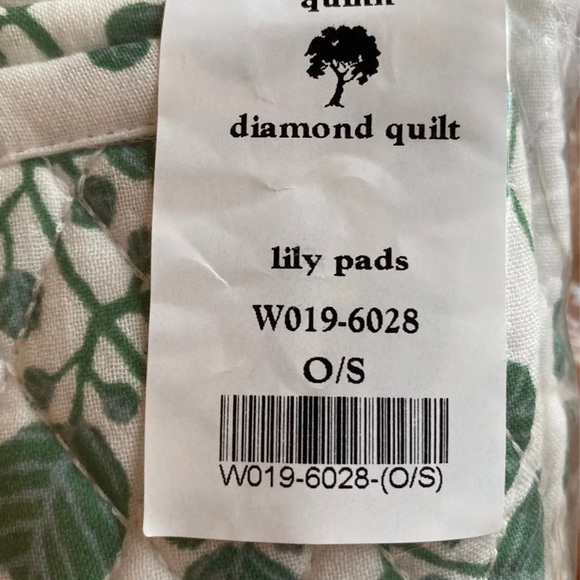 diamond quilt
lily pads
W019-6028
O/S
W019-6028-(O/S)